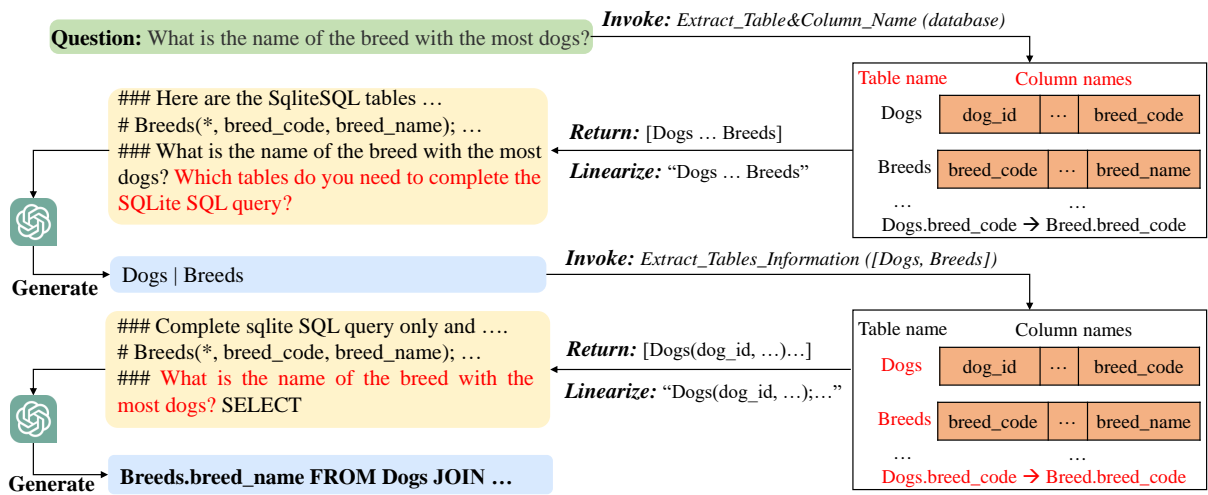 Invoke: Extract_Table&Column_Name (database)
Question: What is the name of the breed with the most dogs?
Table name Column names
Dogs dog_id … breed_code
Breeds breed_code … breed_name
… …
Dogs.breed_code → Breed.breed_code
Return: [Dogs … Breeds]
Linearize: “Dogs … Breeds”
### Here are the SqliteSQL tables …
# Breeds(*, breed_code, breed_name); …
### What is the name of the breed with the most
dogs? Which tables do you need to complete the
SQLite SQL query?
Generate
Dogs | Breeds
Invoke: Extract_Tables_Information ([Dogs, Breeds])
Table name Column names
Dogs dog_id … breed_code
Breeds breed_code … breed_name
… …
Dogs.breed_code → Breed.breed_code
Return: [Dogs(dog_id, …)…]
Linearize: “Dogs(dog_id, …);…”
### Complete sqlite SQL query only and ….
# Breeds(*, breed_code, breed_name); …
### What is the name of the breed with the
most dogs? SELECT
Generate
Breeds.breed_name FROM Dogs JOIN …